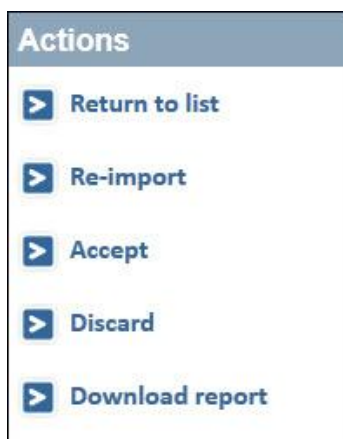 Actions
Return to list
Re-import
Accept
Discard
Download report